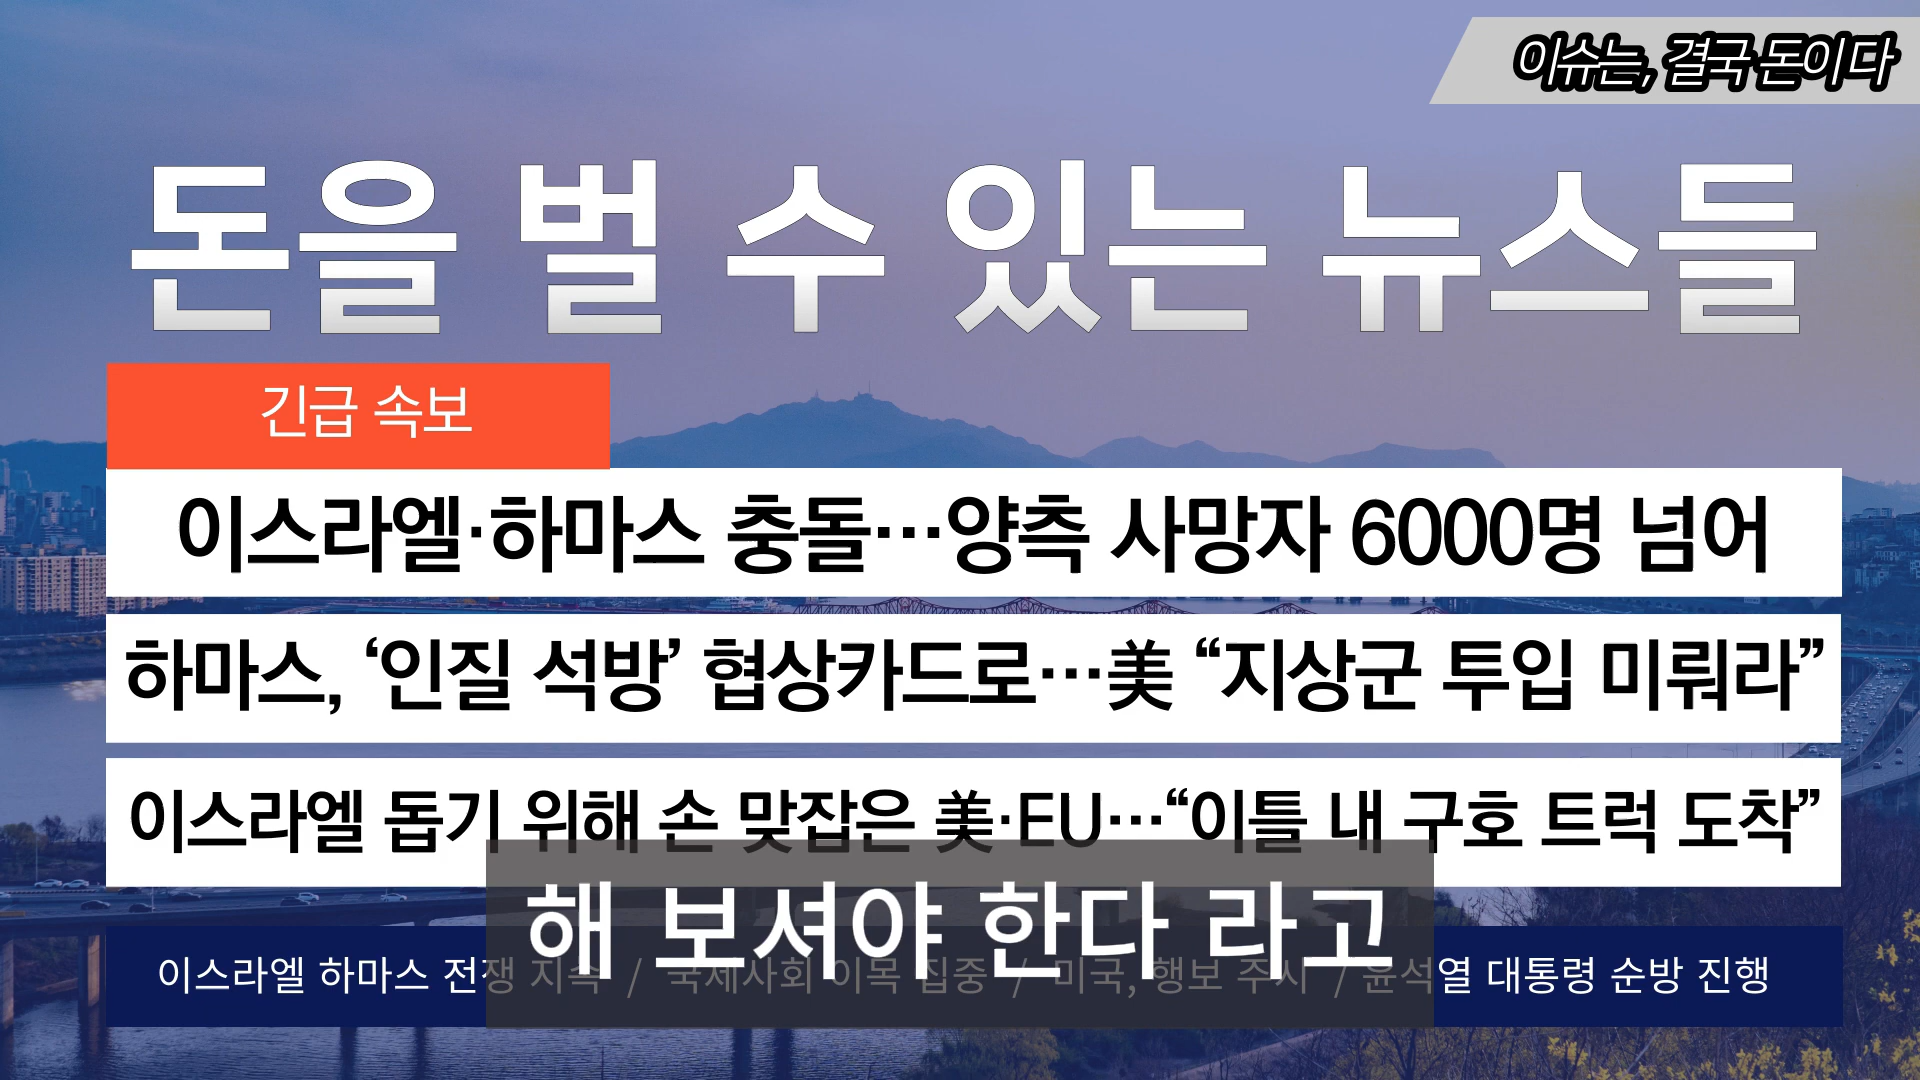 이슈는, 결국 돈이다
돈을 벌 수 있는 뉴스들
긴급 속보
이스라엘·하마스 충돌…양측 사망자 6000명 넘어
하마스, ‘인질 석방’ 협상카드로…美 “지상군 투입 미뤄라”
이스라엘 돕기 위해 손 맞잡은 美·EU…“이틀 내 구호 트럭 도착”
해 보셔야 한다 라고
이스라엘 하마스 전쟁 지속 / 국제사회 이목 집중 / 미국, 행보 주시 / 윤석열 대통령 순방 진행